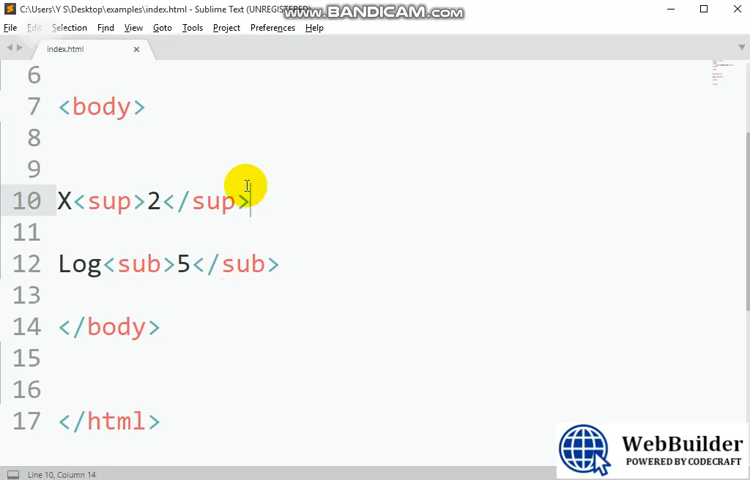 C:\Users\Y S\Desktop\examples\index.html - Sublime Text (UNREGISTERED)
www.BANDICAM.com
File Edit Selection Find View Goto Tools Project Preferences Help
index.html
6
7 <body>
8
9
10 X<sup>2</sup>
11
12 Log<sub>5</sub>
13
14 </body>
15
16
17 </html>
WebBuilder
POWERED BY CODECRAFT
Line 10, Column 14